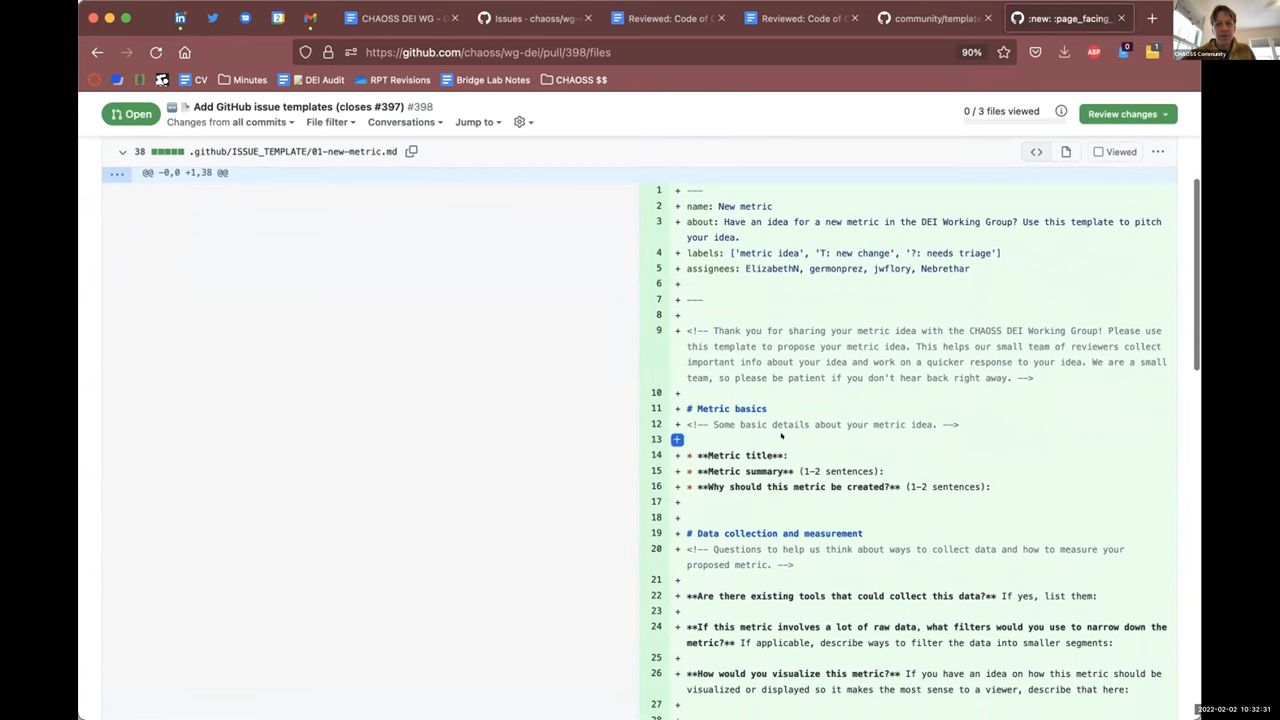 CHAOSS DEI WG - G
Issues · chaoss/wg-
Reviewed: Code of C
Reviewed: Code of C
community/template
:new: :page_facing_
CHAOSS Community
https://github.com/chaoss/wg-dei/pull/398/files
90%
ABP
0
1
CV
Minutes
DEI Audit
RPT Revisions
Bridge Lab Notes
CHAOSS $$
Open
Add GitHub issue templates (closes #397) #398
Changes from all commits
File filter
Conversations
Jump to
0 / 3 files viewed
Review changes
38
.github/ISSUE_TEMPLATE/01-new-metric.md
Viewed
@@ -0,0 +1,38 @@
1 + ---
2 + name: New metric
3 + about: Have an idea for a new metric in the DEI Working Group? Use this template to pitch
your idea.
4 + labels: ['metric idea', 'T: new change', '?: needs triage']
5 + assignees: ElizabethN, germonprez, jwflory, Nebrethar
6 +
7 + ---
8 +
9 + <!-- Thank you for sharing your metric idea with the CHAOSS DEI Working Group! Please use
this template to propose your metric idea. This helps our small team of reviewers collect
important info about your idea and work on a quicker response to your idea. We are a small
team, so please be patient if you don't hear back right away. -->
10 +
11 + # Metric basics
12 + <!-- Some basic details about your metric idea. -->
13 +
14 + * **Metric title**:
15 + * **Metric summary** (1-2 sentences):
16 + * **Why should this metric be created?** (1-2 sentences):
17 +
18 +
19 + # Data collection and measurement
20 + <!-- Questions to help us think about ways to collect data and how to measure your
proposed metric. -->
21 +
22 + **Are there existing tools that could collect this data?** If yes, list them:
23 +
24 + **If this metric involves a lot of raw data, what filters would you use to narrow down the
metric?** If applicable, describe ways to filter the data into smaller segments:
25 +
26 + **How would you visualize this metric?** If you have an idea on how this metric should be
visualized or displayed so it makes the most sense to a viewer, describe that here:
27 +
2022-02-02 10:32:31